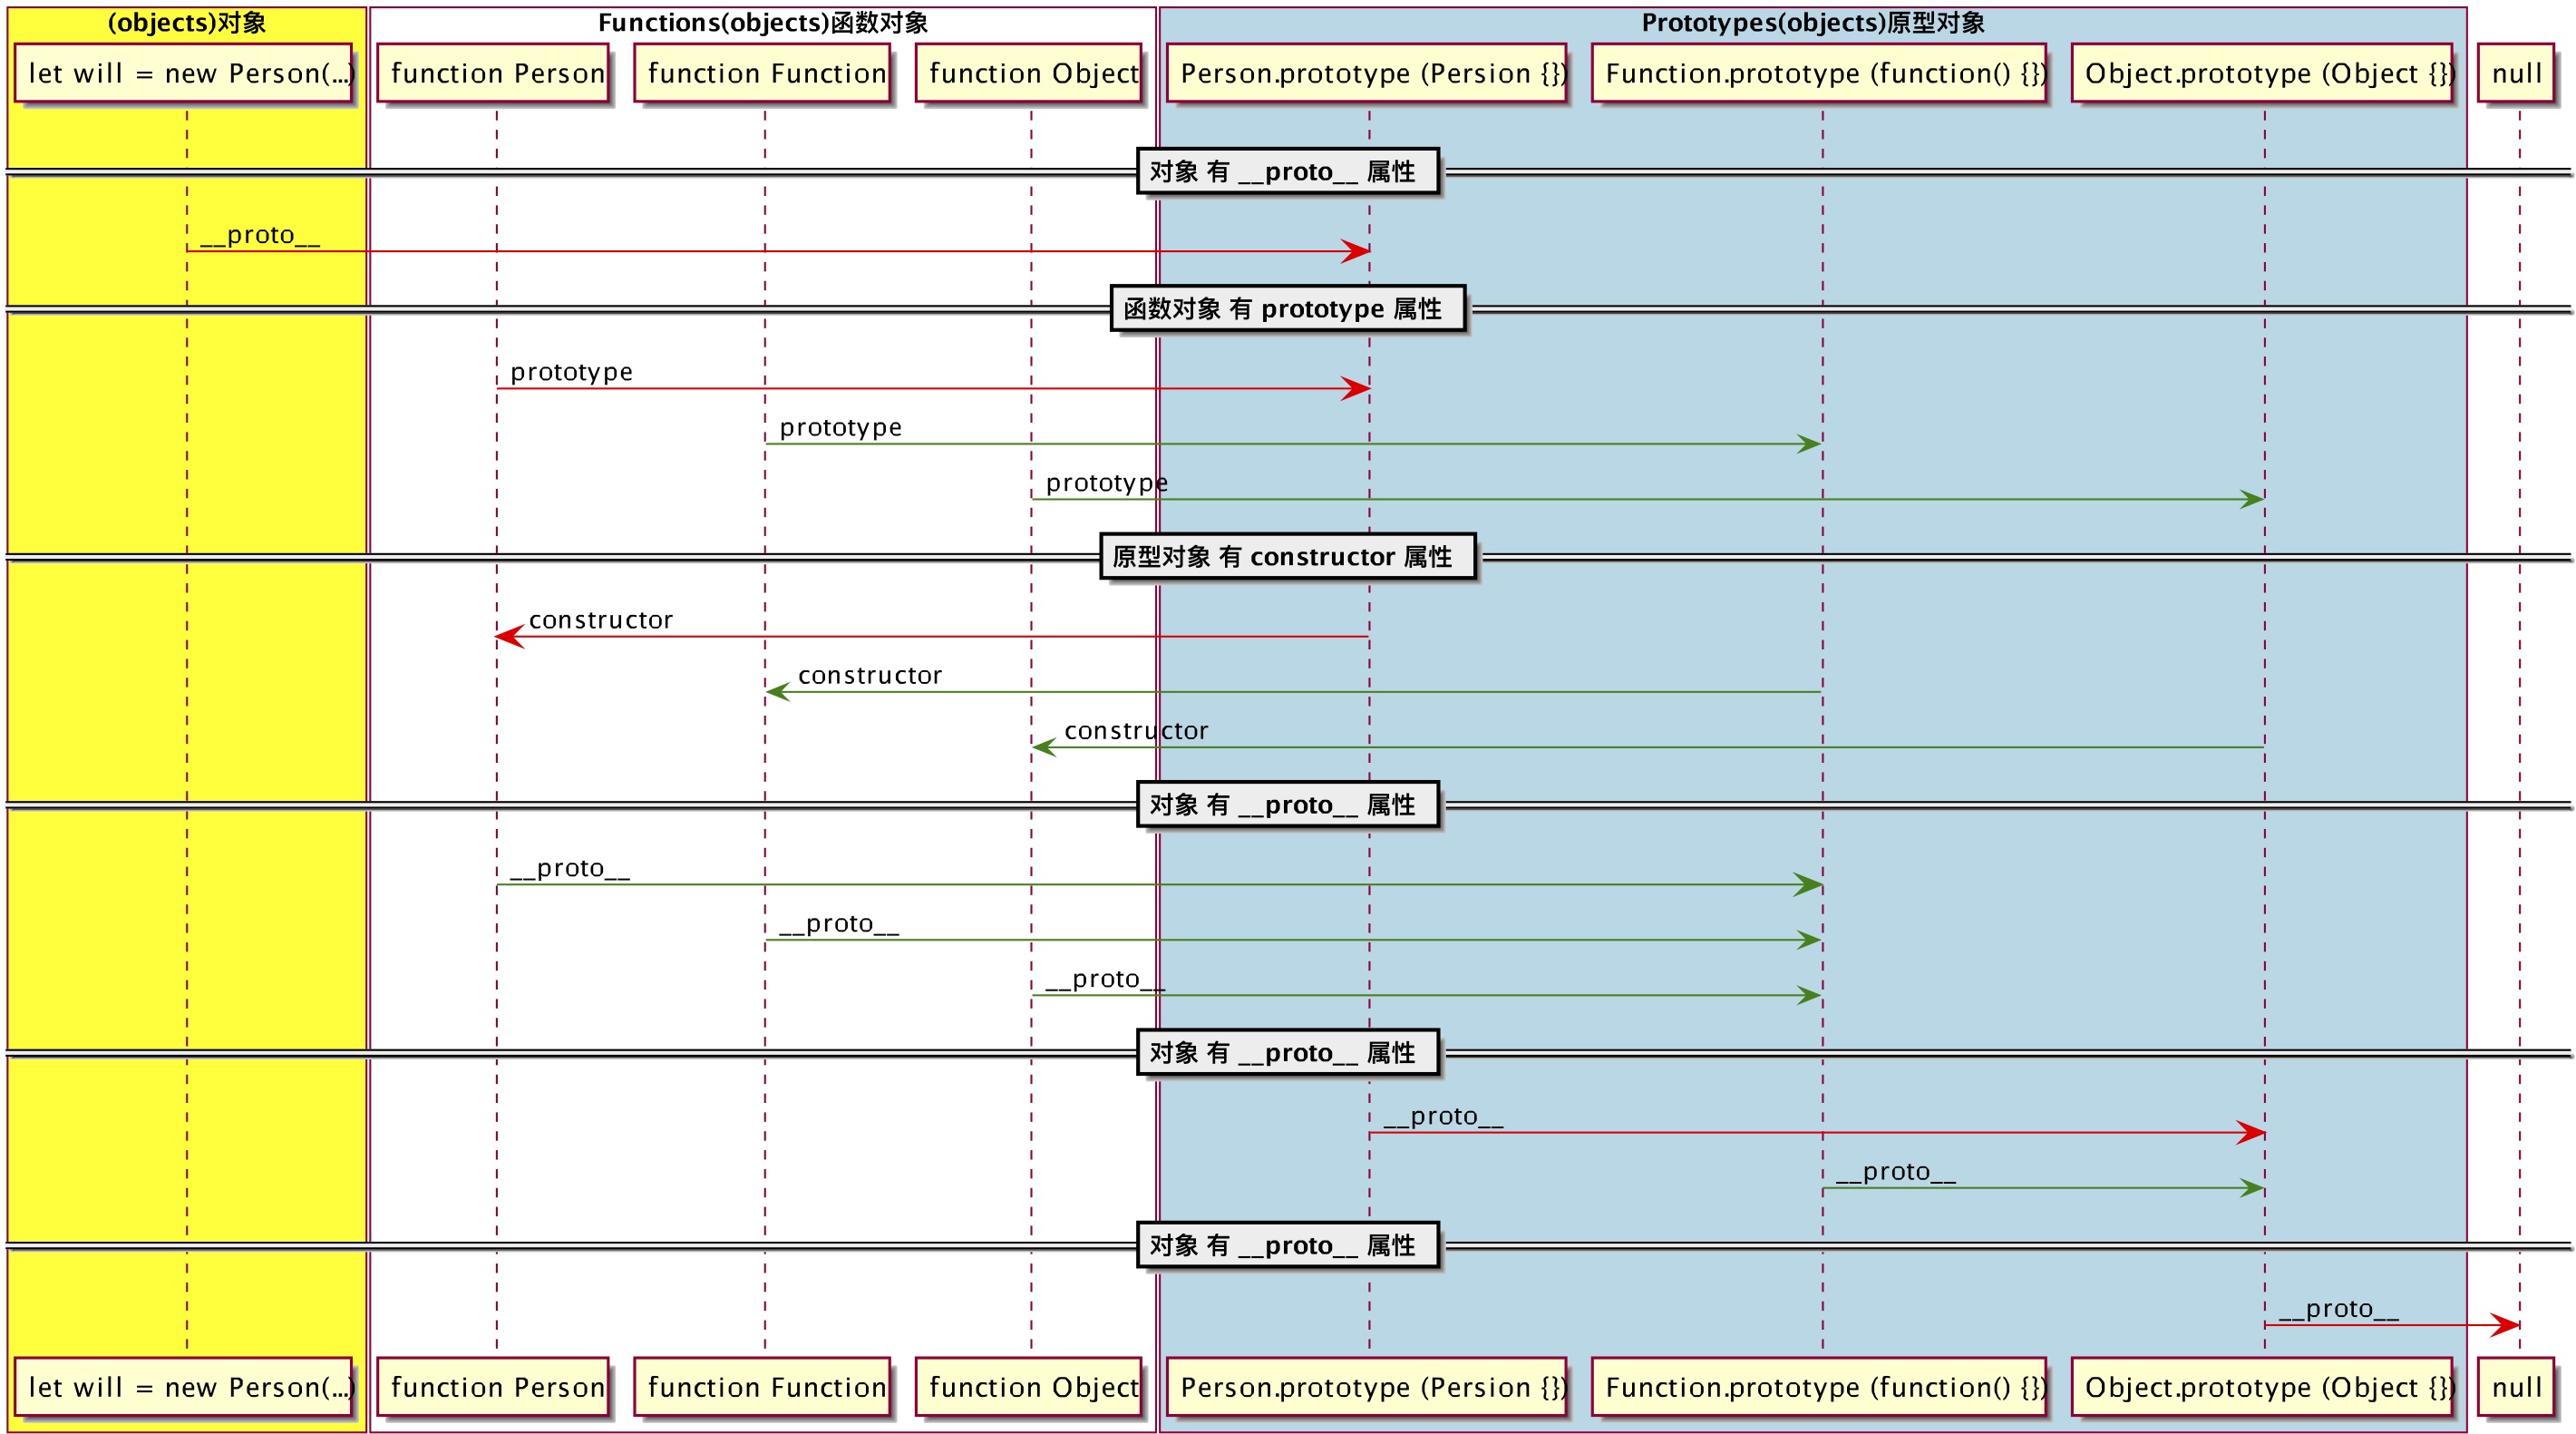 (objects)对象
Functions(objects)函数对象
Prototypes(objects)原型对象
let will = new Person(...)
function Person
function Function
function Object
Person.prototype (Persion {})
Function.prototype (function() {})
Object.prototype (Object {})
null
对象 有 __proto__ 属性
__proto__
函数对象 有 prototype 属性
prototype
prototype
prototype
原型对象 有 constructor 属性
constructor
constructor
constructor
对象 有 __proto__ 属性
__proto__
__proto__
__proto__
对象 有 __proto__ 属性
__proto__
__proto__
对象 有 __proto__ 属性
__proto__
let will = new Person(...)
function Person
function Function
function Object
Person.prototype (Persion {})
Function.prototype (function() {})
Object.prototype (Object {})
null